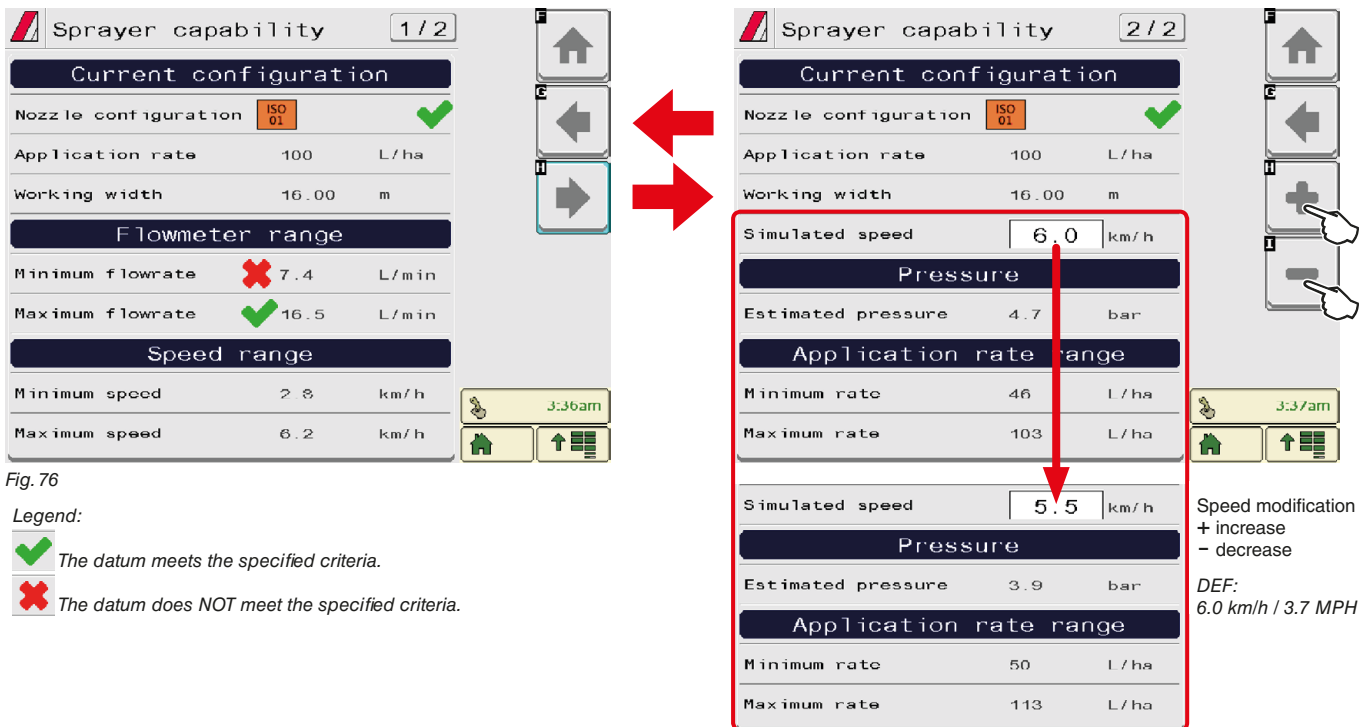 Sprayer capability 1/2
Current configuration
Nozzle configuration ISO 01
Application rate 100 L/ha
Working width 16.00 m
Flowmeter range
Minimum flowrate 7.4 L/min
Maximum flowrate 16.5 L/min
Speed range
Minimum speed 2.8 km/h
Maximum speed 6.2 km/h
F
G
H
3:36am
Fig. 76
Legend:
The datum meets the specified criteria.
The datum does NOT meet the specified criteria.
Sprayer capability 2/2
Current configuration
Nozzle configuration ISO 01
Application rate 100 L/ha
Working width 16.00 m
Simulated speed 6.0 km/h
Pressure
Estimated pressure 4.7 bar
Application rate range
Minimum rate 46 L/ha
Maximum rate 103 L/ha
F
G
H
I
3:37am
Simulated speed 5.5 km/h
Pressure
Estimated pressure 3.9 bar
Application rate range
Minimum rate 50 L/ha
Maximum rate 113 L/ha
Speed modification
+ increase
- decrease
DEF:
6.0 km/h / 3.7 MPH